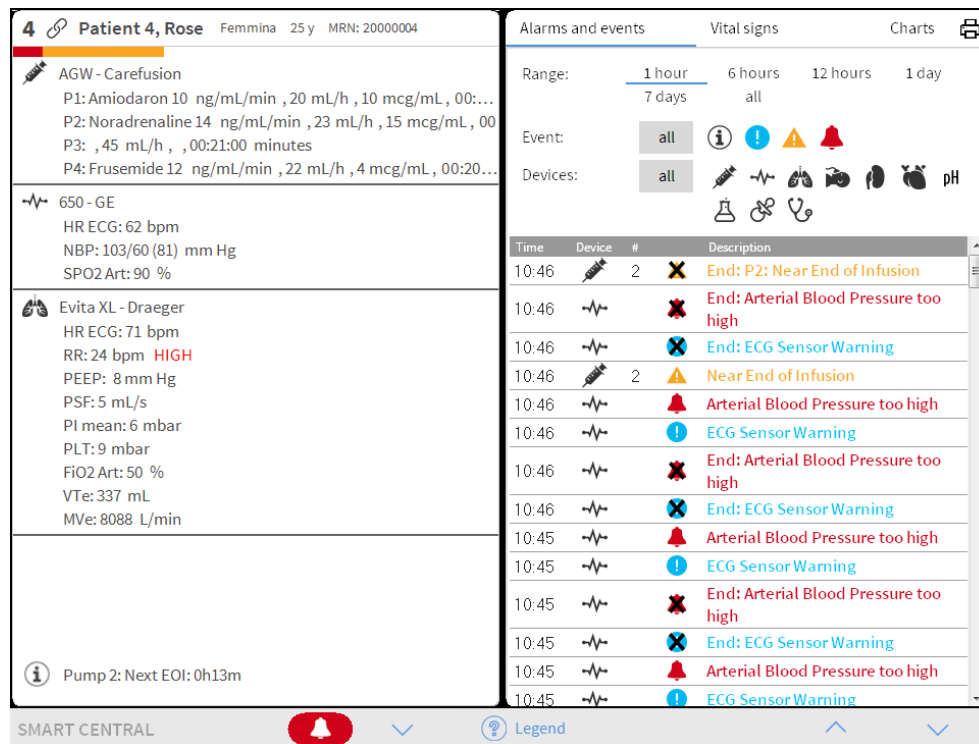 4 Patient 4, Rose Femmina 25 y MRN: 20000004
AGW - Carefusion
P1: Amiodaron 10 ng/mL/min , 20 mL/h , 10 mcg/mL , 00:...
P2: Noradrenaline 14 ng/mL/min , 23 mL/h , 15 mcg/mL , 00
P3: , 45 mL/h , , 00:21:00 minutes
P4: Frusemide 12 ng/mL/min , 22 mL/h , 4 mcg/mL , 00:20...
650 - GE
HR ECG: 62 bpm
NBP: 103/60 (81) mm Hg
SPO2 Art: 90 %
Evita XL - Draeger
HR ECG: 71 bpm
RR: 24 bpm HIGH
PEEP: 8 mm Hg
PSF: 5 mL/s
PI mean: 6 mbar
PLT: 9 mbar
FiO2 Art: 50 %
VTe: 337 mL
MVe: 8088 L/min
Pump 2: Next EOI: 0h13m
Alarms and events Vital signs Charts
Range: 1 hour 6 hours 12 hours 1 day
7 days all
Event: all
Devices: all pH
Time Device # Description
10:46 2 End: P2: Near End of Infusion
10:46 End: Arterial Blood Pressure too
high
10:46 End: ECG Sensor Warning
10:46 2 Near End of Infusion
10:46 Arterial Blood Pressure too high
10:46 ECG Sensor Warning
10:46 End: Arterial Blood Pressure too
high
10:46 End: ECG Sensor Warning
10:45 Arterial Blood Pressure too high
10:45 ECG Sensor Warning
10:45 End: Arterial Blood Pressure too
high
10:45 End: ECG Sensor Warning
10:45 Arterial Blood Pressure too high
10:45 ECG Sensor Warning
SMART CENTRAL ? Legend